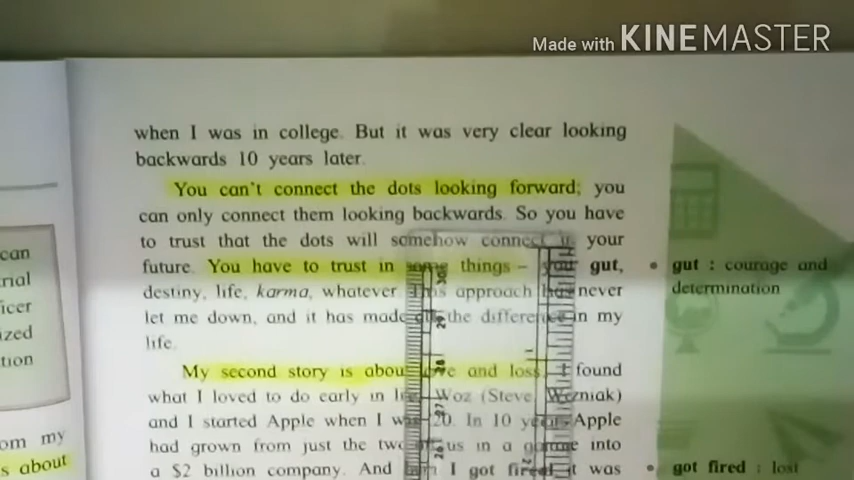 Made with KINEMASTER
when I was in college. But it was very clear looking
backwards 10 years later.
You can't connect the dots looking forward; you
can only connect them looking backwards. So you have
to trust that the dots will somehow connect in your
future. You have to trust in some things – your gut,
destiny, life, karma, whatever. This approach has never
let me down, and it has made all the difference in my
life.
My second story is about love and loss. I found
what I loved to do early in life. Woz (Steve Wozniak)
and I started Apple when I was 20. In 10 years Apple
had grown from just the two of us in a garage into
a $2 billion company. And then I got fired. It was
gut : courage and
determination
got fired : lost
can
rial
ficer
ized
tion
om my
s about
30
29
28
27
26